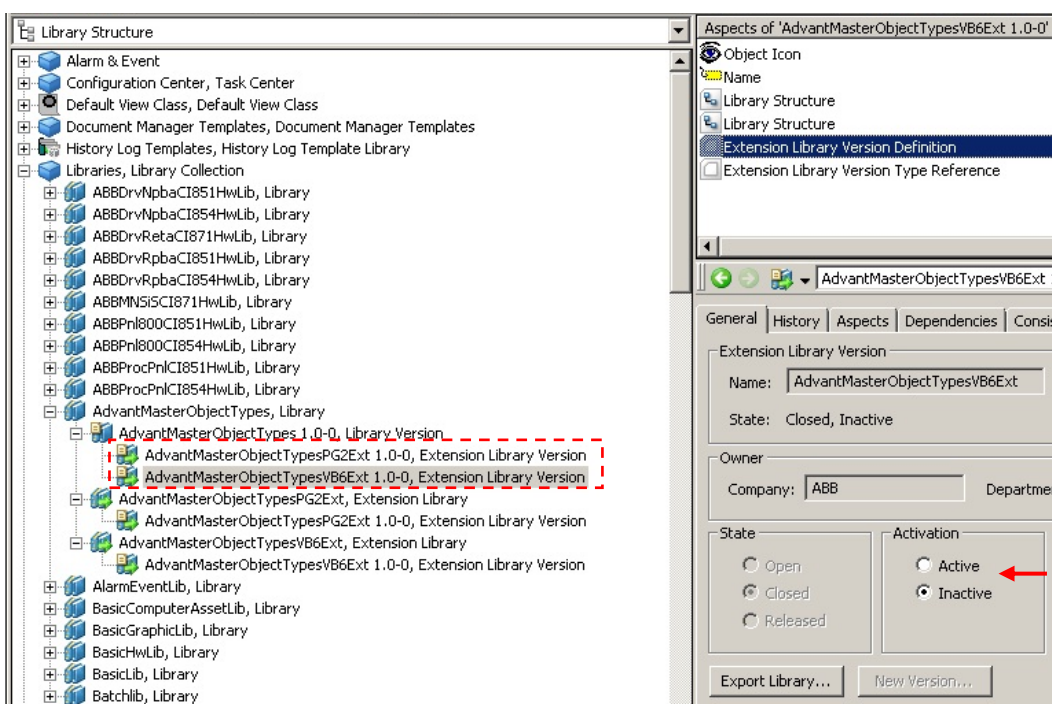 Library Structure
Alarm & Event
Configuration Center, Task Center
Default View Class, Default View Class
Document Manager Templates, Document Manager Templates
History Log Templates, History Log Template Library
Libraries, Library Collection
ABBDrvNpbaCI851HwLib, Library
ABBDrvNpbaCI854HwLib, Library
ABBDrvRetaCI871HwLib, Library
ABBDrvRpbaCI851HwLib, Library
ABBDrvRpbaCI854HwLib, Library
ABBMNSiSCI871HwLib, Library
ABBPnl800CI851HwLib, Library
ABBPnl800CI854HwLib, Library
ABBProcPnlCI851HwLib, Library
ABBProcPnlCI854HwLib, Library
AdvantMasterObjectTypes, Library
AdvantMasterObjectTypes 1.0-0, Library Version
AdvantMasterObjectTypesPG2Ext 1.0-0, Extension Library Version
AdvantMasterObjectTypesVB6Ext 1.0-0, Extension Library Version
AdvantMasterObjectTypesPG2Ext, Extension Library
AdvantMasterObjectTypesPG2Ext 1.0-0, Extension Library Version
AdvantMasterObjectTypesVB6Ext, Extension Library
AdvantMasterObjectTypesVB6Ext 1.0-0, Extension Library Version
AlarmEventLib, Library
BasicComputerAssetLib, Library
BasicGraphicLib, Library
BasicHwLib, Library
BasicLib, Library
Batchlib, Library
Aspects of 'AdvantMasterObjectTypesVB6Ext 1.0-0'
Object Icon
Name
Library Structure
Library Structure
Extension Library Version Definition
Extension Library Version Type Reference
AdvantMasterObjectTypesVB6Ext
General History Aspects Dependencies Consis
Extension Library Version
Name: AdvantMasterObjectTypesVB6Ext
State: Closed, Inactive
Owner
Company: ABB Departme
State Activation
Open Active
Closed Inactive
Released
Export Library... New Version...